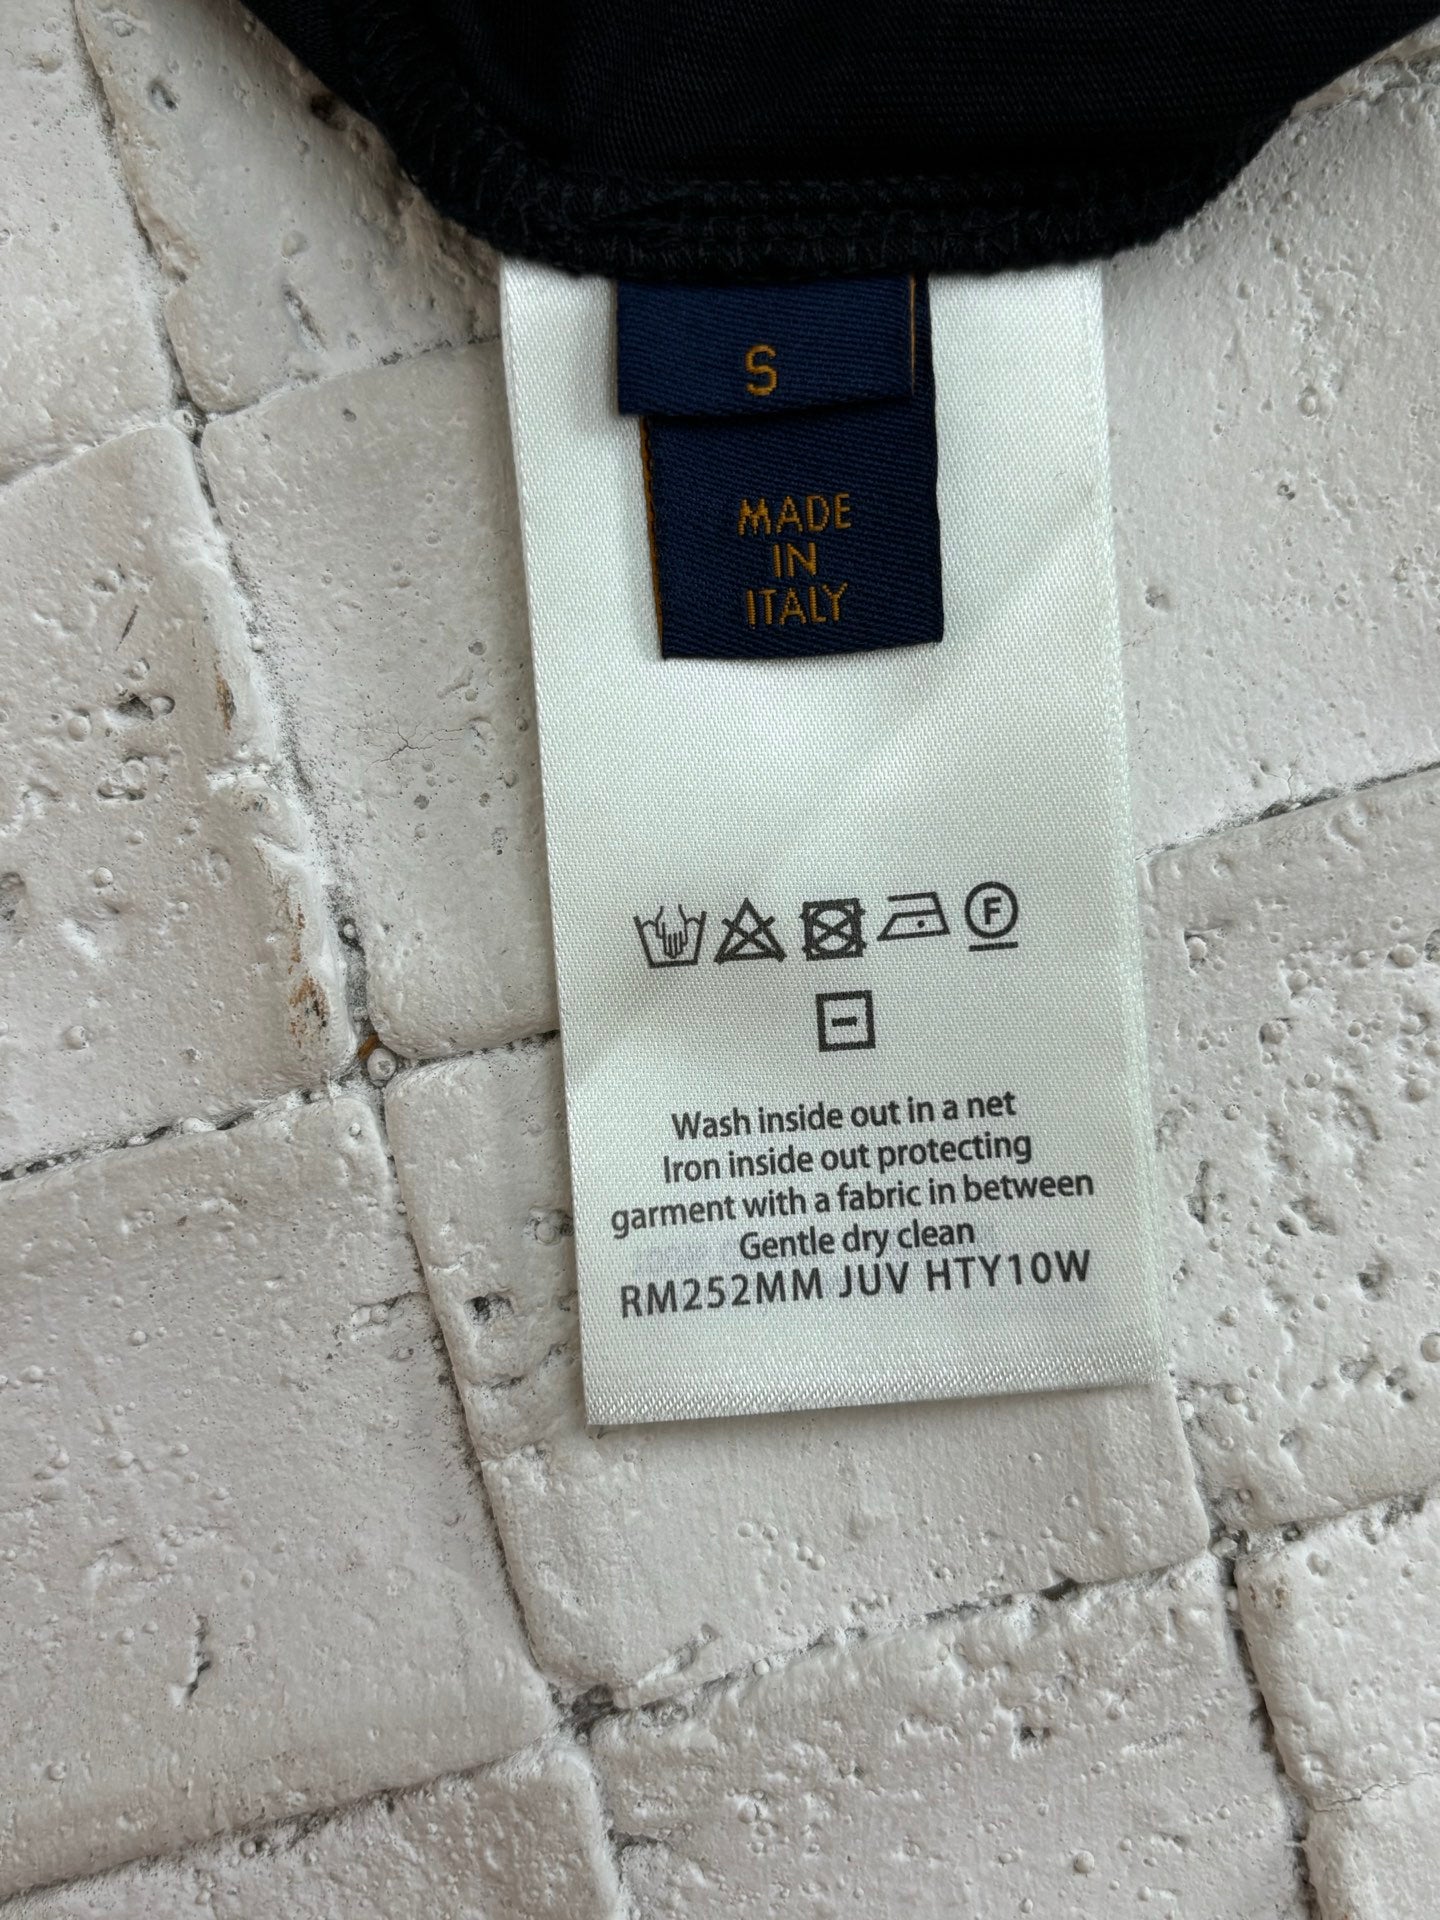 S
MADE
IN
ITALY
F
Wash inside out in a net
Iron inside out protecting
garment with a fabric in between
Gentle dry clean
RM252MM JUV HTY10W